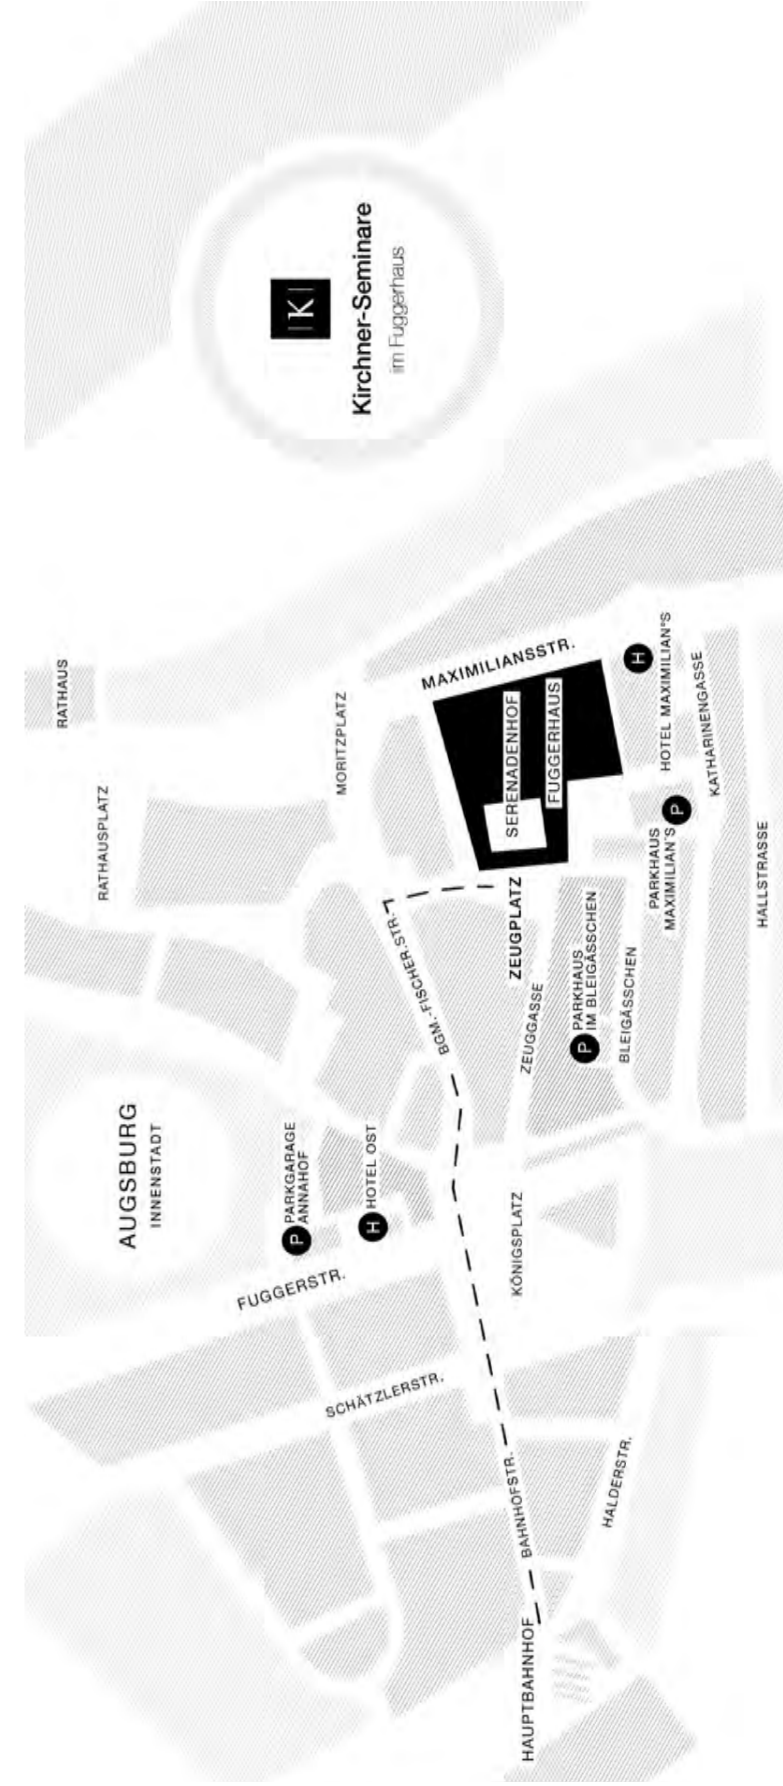 |K|
Kirchner-Seminare
im Fuggerhaus
RATHAUS
RATHAUSPLATZ
MORITZPLATZ
MAXIMILIANSSTR.
SERENADENHOF
FUGGERHAUS
H
HOTEL MAXIMILIAN'S
KATHARINENGASSE
P
PARKHAUS
MAXIMILIAN'S
HALLSTRASSE
ZEUGPLATZ
BGM.-FISCHER.STR.
ZEUGGASSE
P
PARKHAUS
IM BLEIGÄSSCHEN
BLEIGÄSSCHEN
AUGSBURG
INNENSTADT
P
PARKGARAGE
ANNAHOF
H
HOTEL OST
FUGGERSTR.
KÖNIGSPLATZ
SCHÄTZLERSTR.
BAHNHOFSTR.
HALDERSTR.
HAUPTBAHNHOF